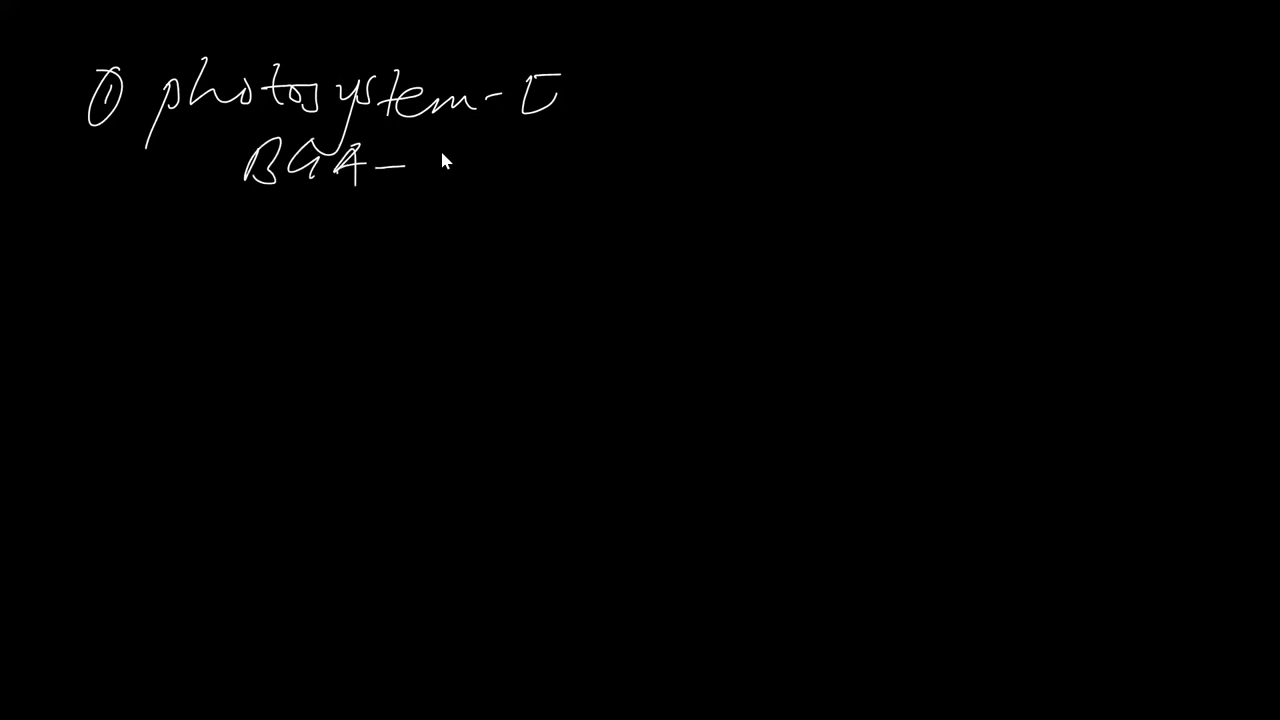 ① photosystem - I
BGA -